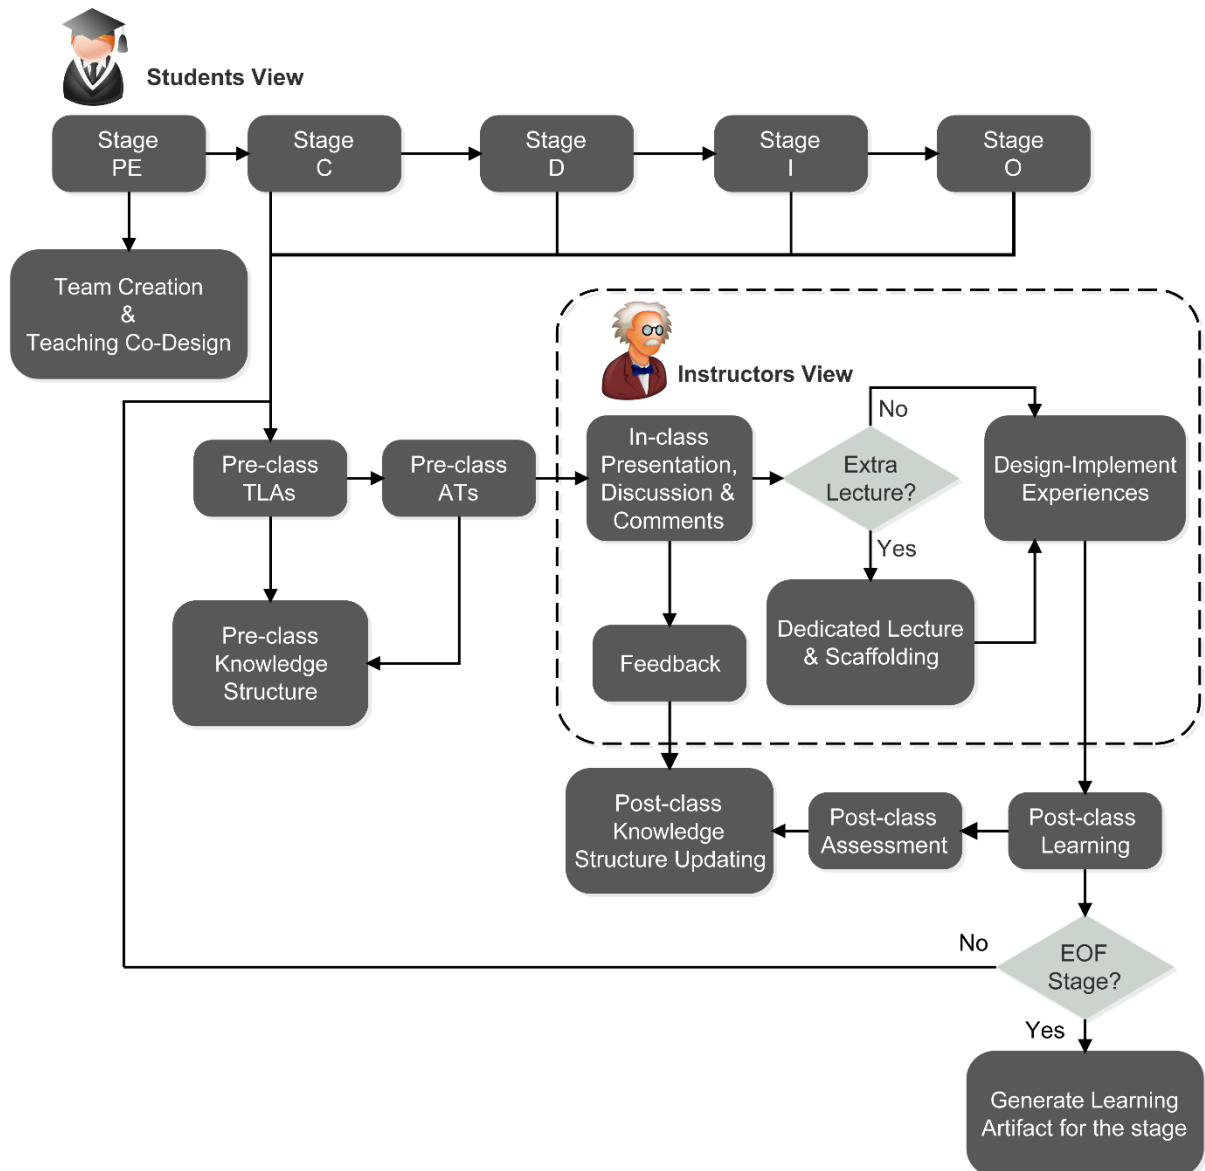 Students View
Stage
PE
Stage
C
Stage
D
Stage
I
Stage
O
Team Creation
&
Teaching Co-Design
Instructors View
Pre-class
TLAs
Pre-class
ATs
In-class
Presentation,
Discussion &
Comments
Extra
Lecture?
No
Yes
Design-Implement
Experiences
Pre-class
Knowledge
Structure
Feedback
Dedicated Lecture
& Scaffolding
Post-class
Knowledge
Structure Updating
Post-class
Assessment
Post-class
Learning
No
EOF
Stage?
Yes
Generate Learning
Artifact for the stage